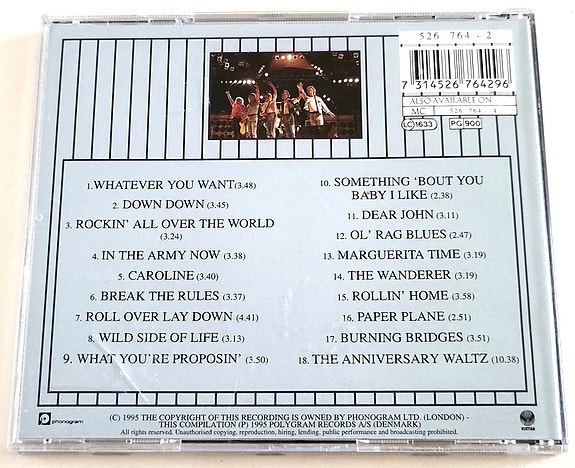 526 764 - 2
7 314526 764296
ALSO AVAILABLE ON
MC 526 764 - 4
LC 1633 PG 900
1. WHATEVER YOU WANT (3.48)
2. DOWN DOWN (3.45)
3. ROCKIN' ALL OVER THE WORLD
(3.24)
4. IN THE ARMY NOW (3.38)
5. CAROLINE (3.40)
6. BREAK THE RULES (3.37)
7. ROLL OVER LAY DOWN (4.41)
8. WILD SIDE OF LIFE (3.13)
9. WHAT YOU'RE PROPOSIN' (3.50)
10. SOMETHING 'BOUT YOU
BABY I LIKE (2.38)
11. DEAR JOHN (3.11)
12. OL' RAG BLUES (2.47)
13. MARGUERITA TIME (3.19)
14. THE WANDERER (3.19)
15. ROLLIN' HOME (3.58)
16. PAPER PLANE (2.51)
17. BURNING BRIDGES (3.51)
18. THE ANNIVERSARY WALTZ (10.38)
phonogram
(C) 1995 THE COPYRIGHT OF THIS RECORDING IS OWNED BY PHONOGRAM LTD. (LONDON) -
THIS COMPILATION (P) 1995 POLYGRAM RECORDS A/S (DENMARK)
All rights reserved. Unauthorised copying, reproduction, hiring, lending, public performance and broadcasting prohibited.
VERTIGO